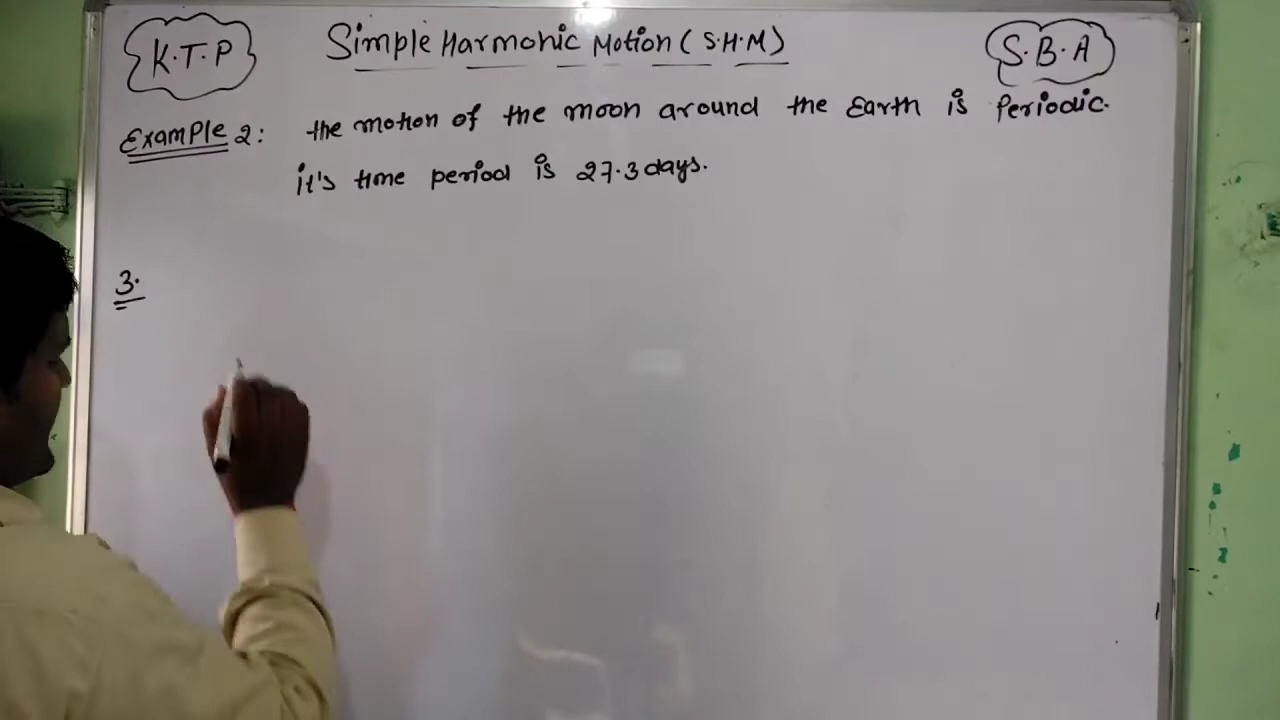 K.T.P Simple Harmonic Motion (S.H.M) S.B.A
Example 2: the motion of the moon around the Earth is Periodic.
it's time period is 27.3 days.
3.